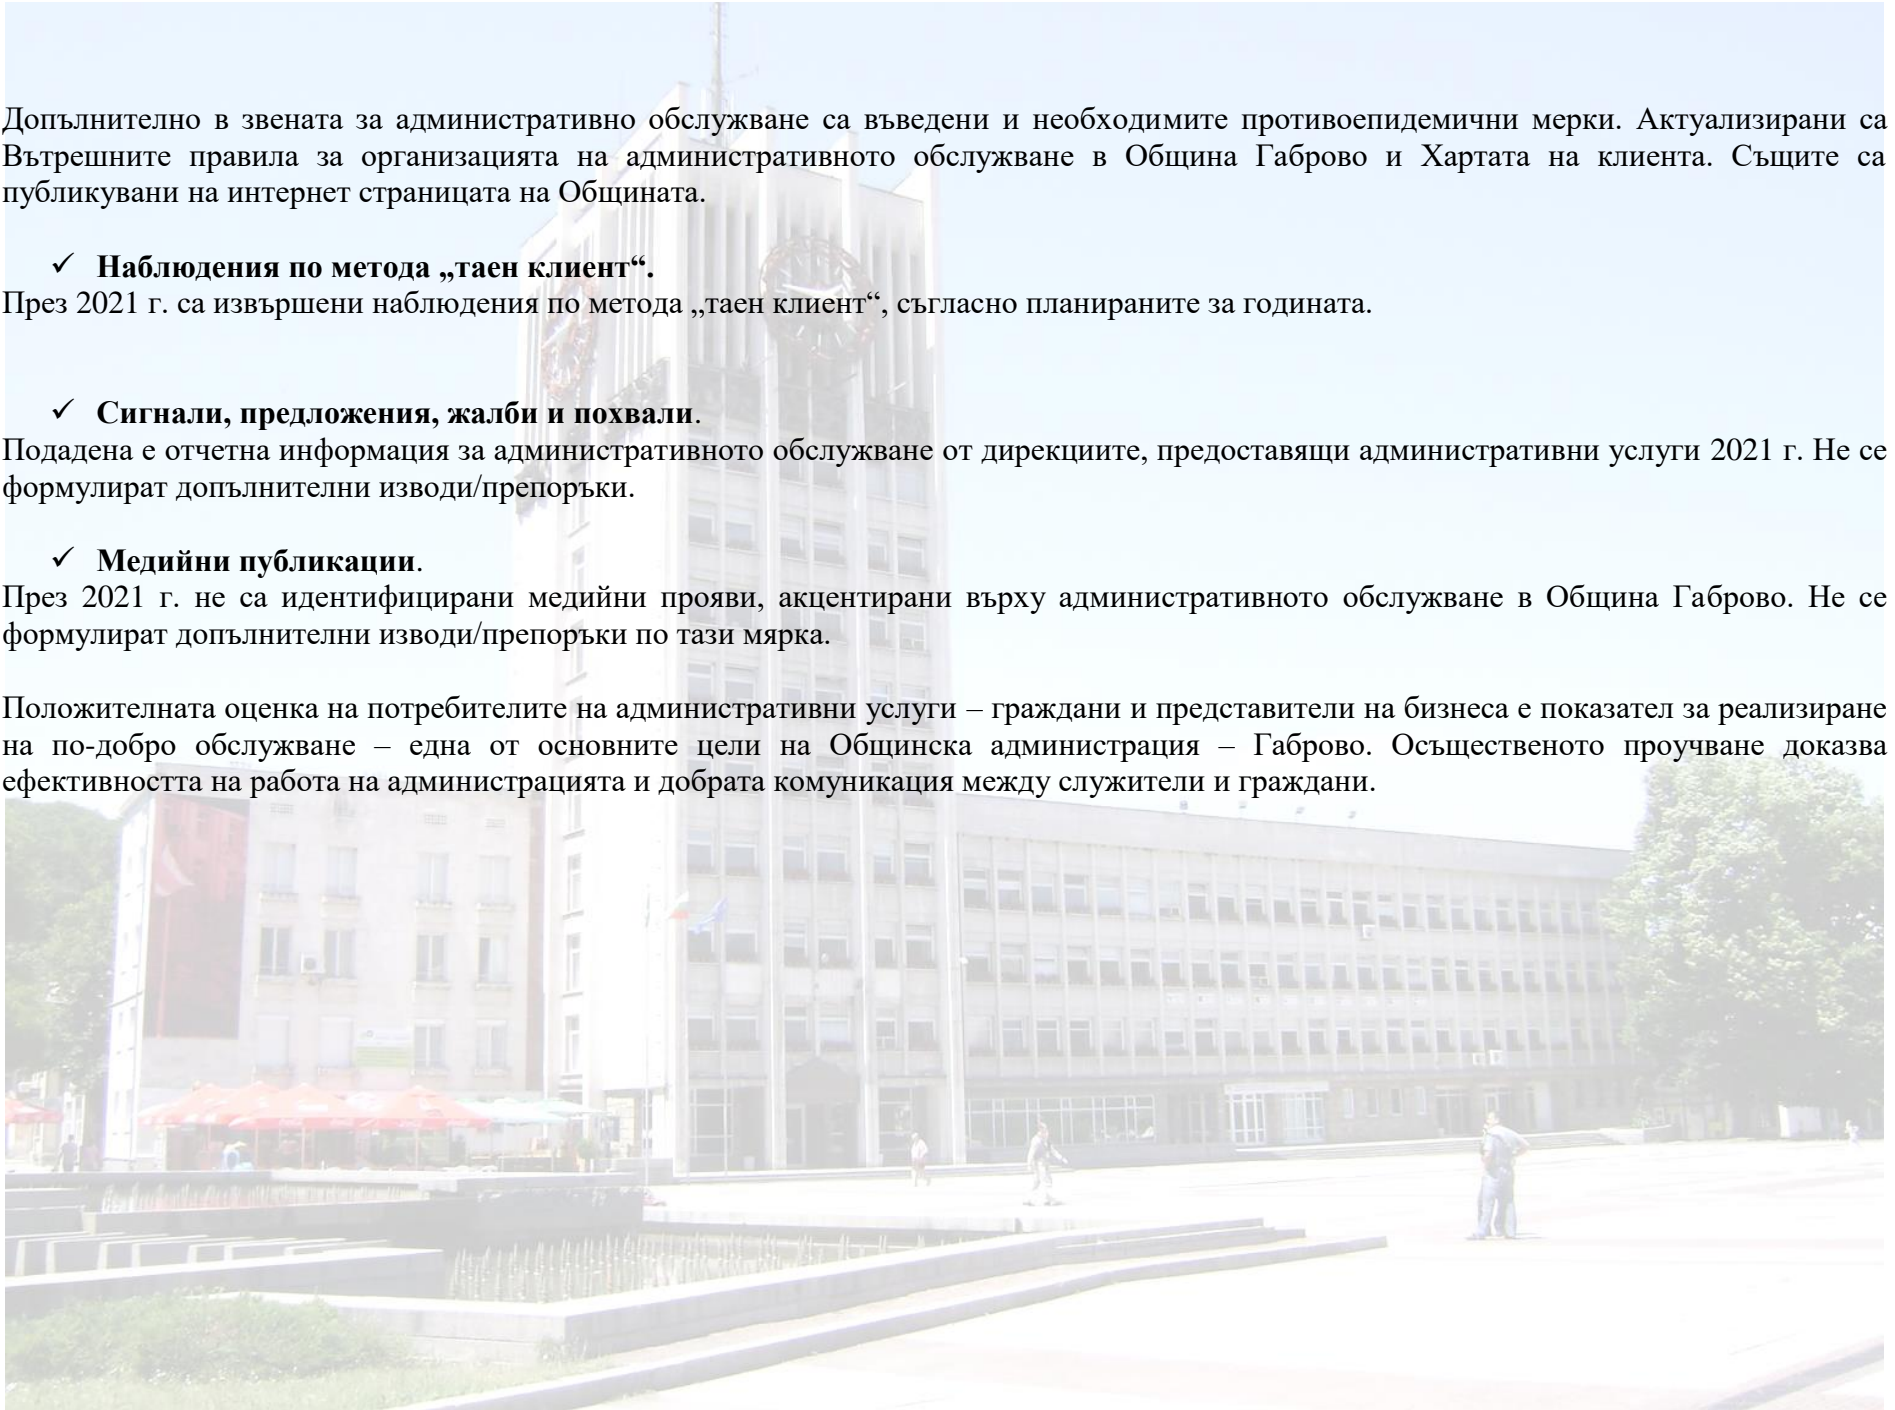 Допълнително в звената за административно обслужване са въведени и необходимите противоепидемични мерки. Актуализирани са
Вътрешните правила за организацията на административното обслужване в Община Габрово и Хартата на клиента. Същите са
публикувани на интернет страницата на Общината.
✓ Наблюдения по метода „таен клиент“.
През 2021 г. са извършени наблюдения по метода „таен клиент“, съгласно планираните за годината.
✓ Сигнали, предложения, жалби и похвали.
Подадена е отчетна информация за административното обслужване от дирекциите, предоставящи административни услуги 2021 г. Не се
формулират допълнителни изводи/препоръки.
✓ Медийни публикации.
През 2021 г. не са идентифицирани медийни прояви, акцентирани върху административното обслужване в Община Габрово. Не се
формулират допълнителни изводи/препоръки по тази мярка.
Положителната оценка на потребителите на административни услуги – граждани и представители на бизнеса е показател за реализиране
на по-добро обслужване – една от основните цели на Общинска администрация – Габрово. Осъщественото проучване доказва
ефективността на работа на администрацията и добрата комуникация между служители и граждани.